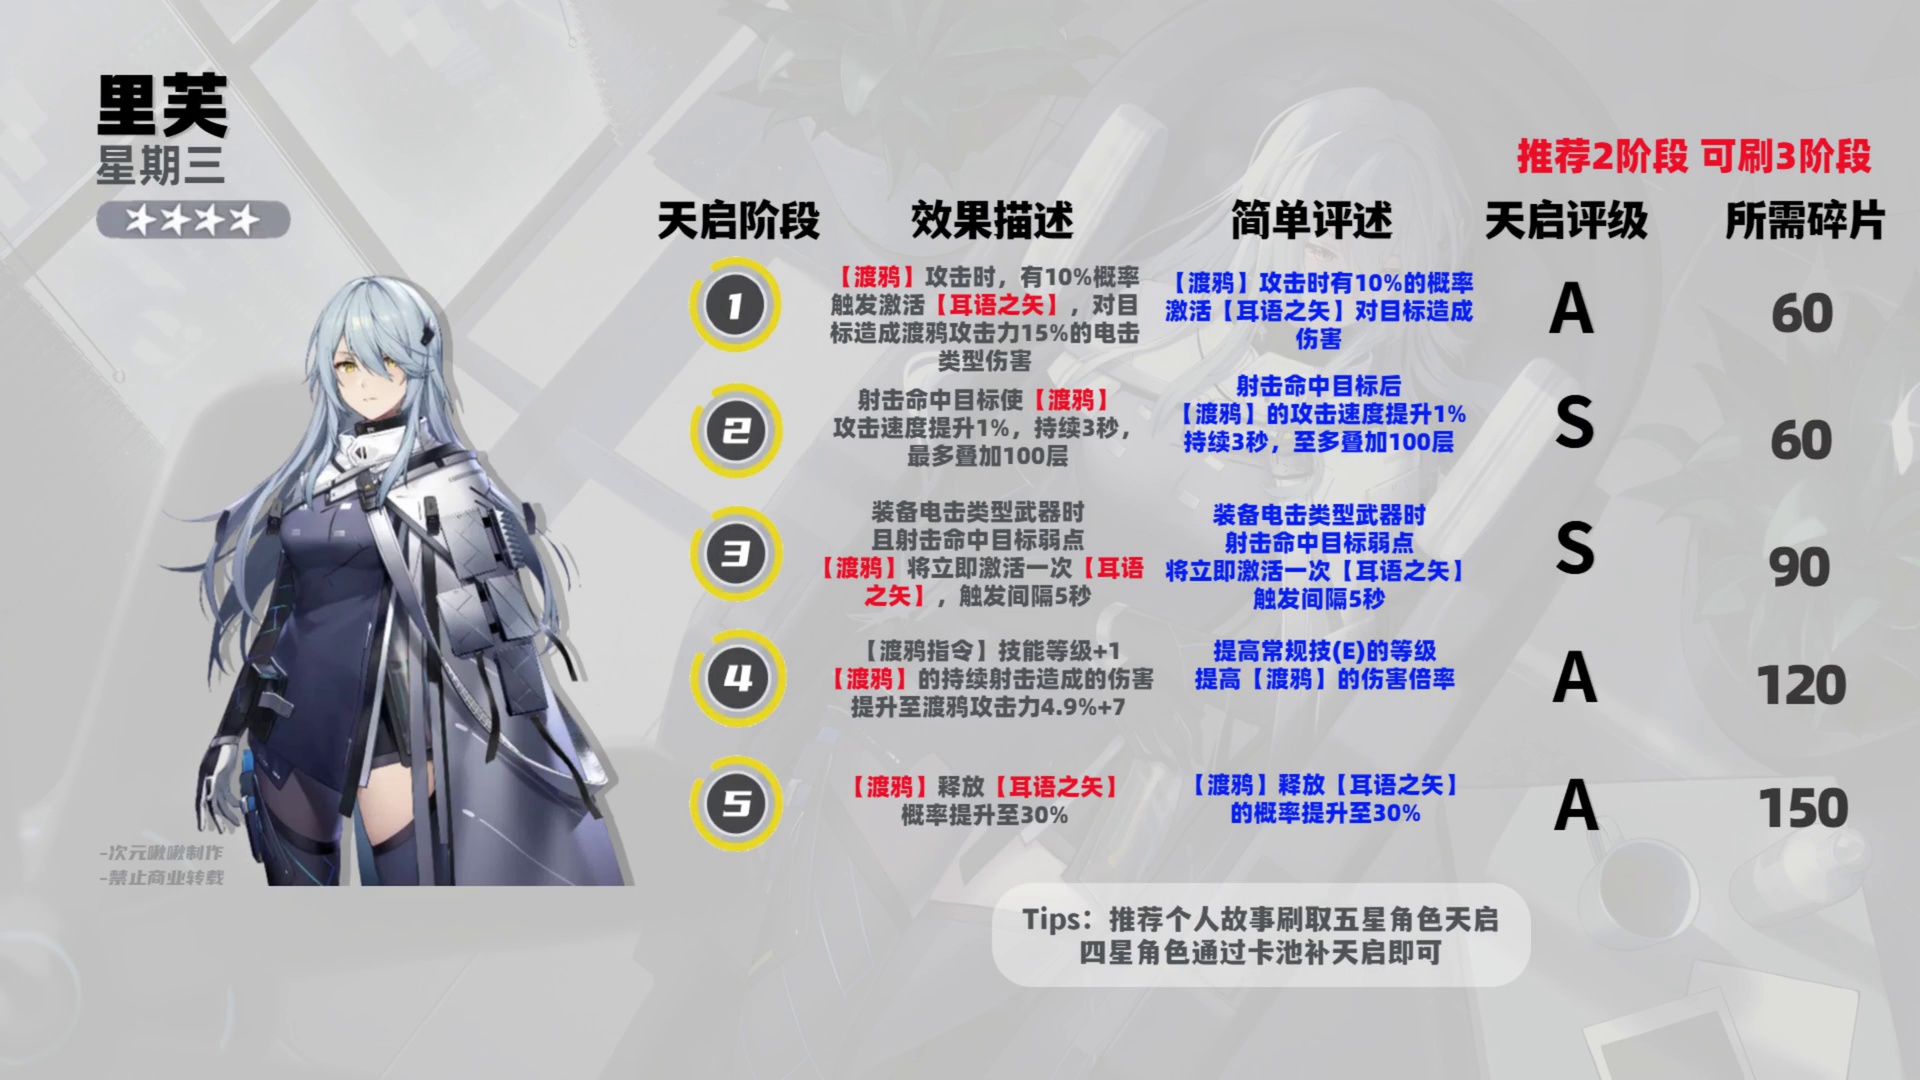 里芙
星期三
推荐2阶段 可刷3阶段
天启阶段 效果描述 简单评述 天启评级 所需碎片
1
【渡鸦】攻击时，有10%概率
触发激活【耳语之矢】，对目
标造成渡鸦攻击力15%的电击
类型伤害
【渡鸦】攻击时有10%的概率
激活【耳语之矢】对目标造成
伤害
A
60
2
射击命中目标使【渡鸦】
攻击速度提升1%，持续3秒，
最多叠加100层
射击命中目标后
【渡鸦】的攻击速度提升1%
持续3秒，至多叠加100层
S
60
3
装备电击类型武器时
且射击命中目标弱点
【渡鸦】将立即激活一次【耳语
之矢】，触发间隔5秒
装备电击类型武器时
射击命中目标弱点
将立即激活一次【耳语之矢】
触发间隔5秒
S
90
4
【渡鸦指令】技能等级+1
【渡鸦】的持续射击造成的伤害
提升至渡鸦攻击力4.9%+7
提高常规技(E)的等级
提高【渡鸦】的伤害倍率
A
120
5
【渡鸦】释放【耳语之矢】
概率提升至30%
【渡鸦】释放【耳语之矢】
的概率提升至30%
A
150
-次元啾啾制作
-禁止商业转载
Tips：推荐个人故事刷取五星角色天启
四星角色通过卡池补天启即可